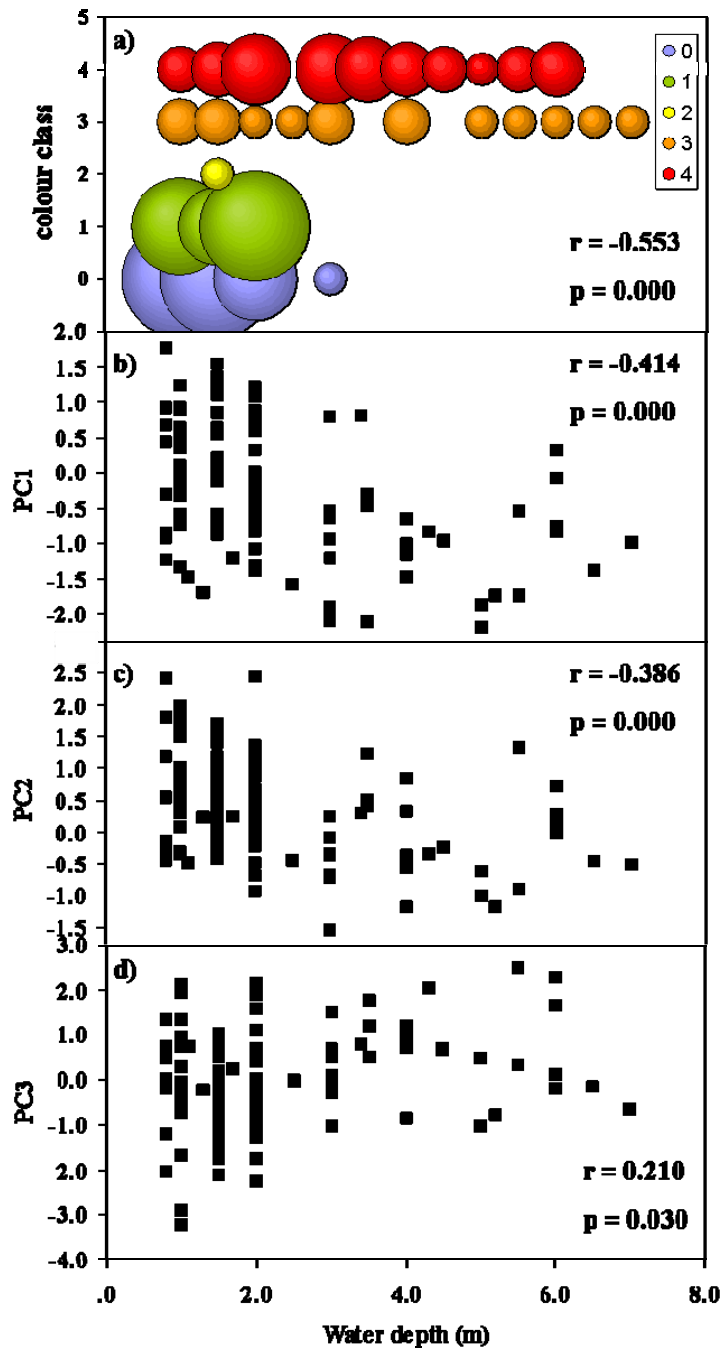 a)
5
4
3
2
1
0
colour class
0
1
2
3
4
r = -0.553
p = 0.000
b)
2.0
1.5
1.0
0.5
0.0
-0.5
-1.0
-1.5
-2.0
PC1
r = -0.414
p = 0.000
c)
2.5
2.0
1.5
1.0
0.5
0.0
-0.5
-1.0
-1.5
PC2
r = -0.386
p = 0.000
d)
3.0
2.0
1.0
0.0
-1.0
2.0
-3.0
-4.0
PC3
r = 0.210
p = 0.030
.0
2.0
4.0
6.0
8.0
Water depth (m)